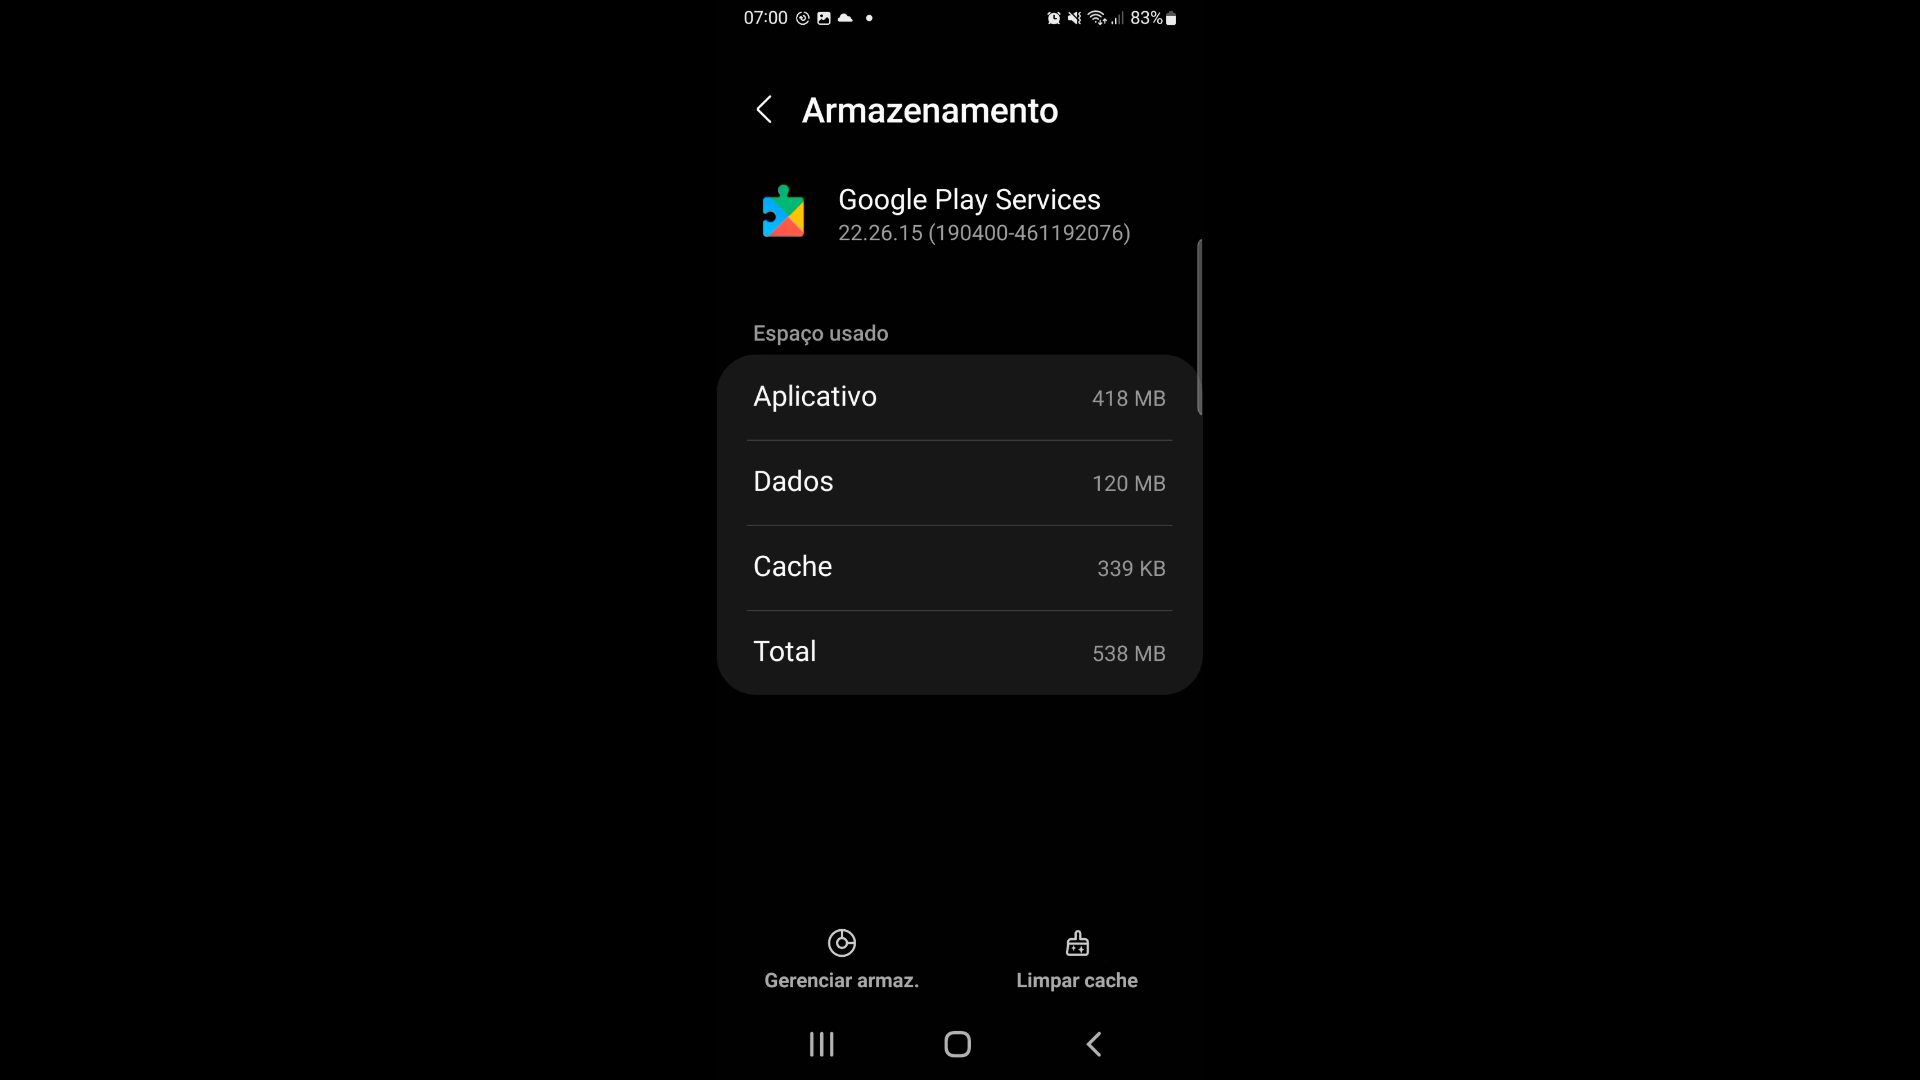 07:00 83%
Armazenamento
Google Play Services
22.26.15 (190400-461192076)
Espaço usado
Aplicativo 418 MB
Dados 120 MB
Cache 339 KB
Total 538 MB
Gerenciar armaz. Limpar cache